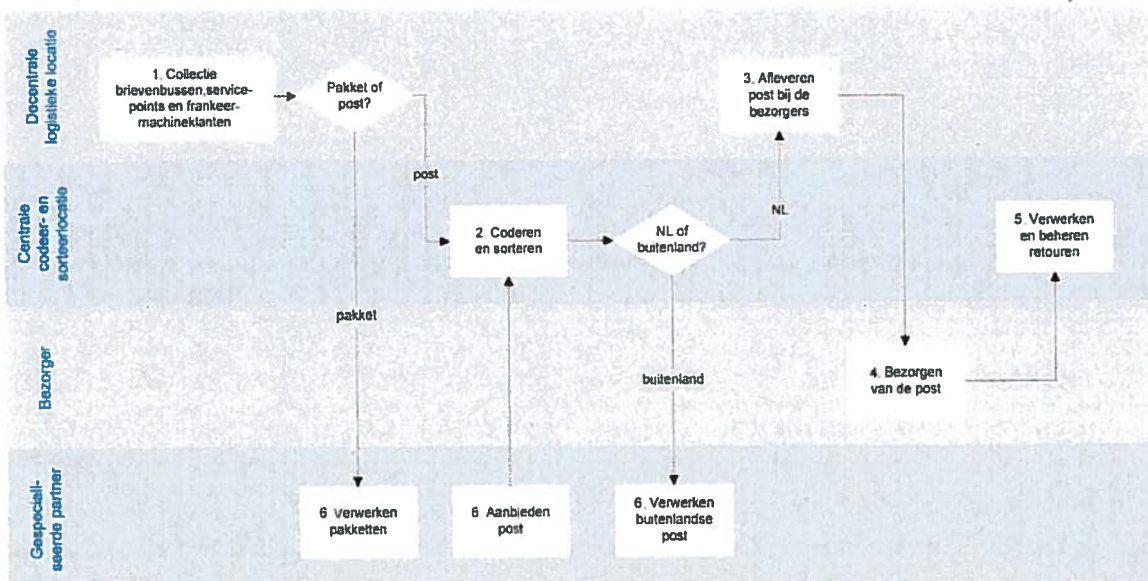 Decentrale
logistieke locatie
1. Collectie
brievenbussen,service-
points en frankeer-
machineklanten
Pakket of
post?
3. Afleveren
post bij de
bezorgers
post
Centrale
codeer- en
sorteerlocatie
2. Coderen
en sorteren
NL of
buitenland?
NL
5. Verwerken
en beheren
retouren
pakket
Bezorger
buitenland
4. Bezorgen
van de post
Gespeciali-
seerde partner
6 Verwerken
pakketten
6. Aanbieden
post
6. Verwerken
buitenlandse
post